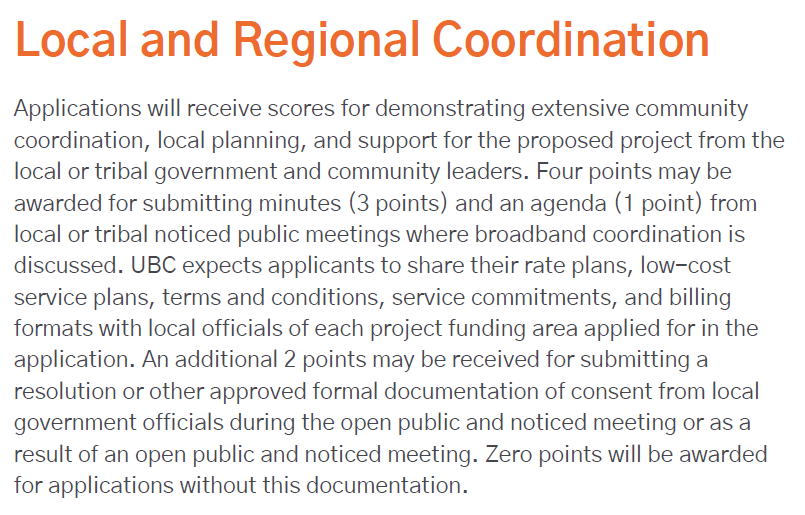 Local and Regional Coordination
Applications will receive scores for demonstrating extensive community
coordination, local planning, and support for the proposed project from the
local or tribal government and community leaders. Four points may be
awarded for submitting minutes (3 points) and an agenda (1 point) from
local or tribal noticed public meetings where broadband coordination is
discussed. UBC expects applicants to share their rate plans, low-cost
service plans, terms and conditions, service commitments, and billing
formats with local officials of each project funding area applied for in the
application. An additional 2 points may be received for submitting a
resolution or other approved formal documentation of consent from local
government officials during the open public and noticed meeting or as a
result of an open public and noticed meeting. Zero points will be awarded
for applications without this documentation.